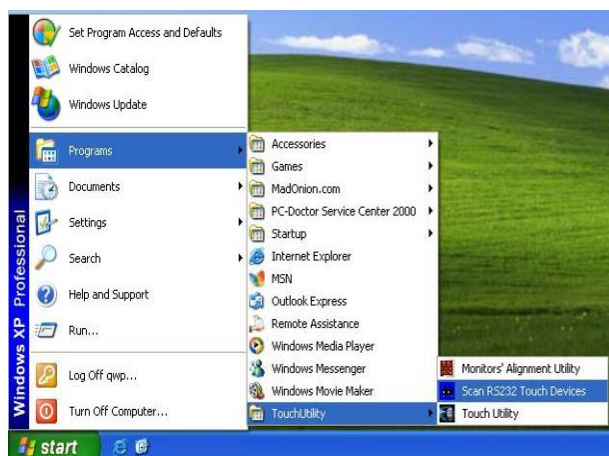 Set Program Access and Defaults
Windows Catalog
Windows Update
Programs
Documents
Settings
Search
Help and Support
Run...
Log Off qwp...
Turn Off Computer...
Windows XP Professional
Accessories
Games
MadOnion.com
PC-Doctor Service Center 2000
Startup
Internet Explorer
MSN
Outlook Express
Remote Assistance
Windows Media Player
Windows Messenger
Windows Movie Maker
TouchUtility
Monitors' Alignment Utility
Scan RS232 Touch Devices
Touch Utility
start